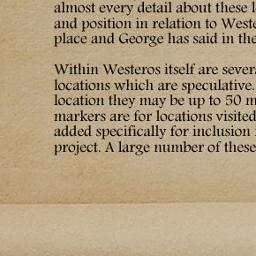 almost every detail about these
and position in relation to Weste
place and George has said in the
Within Westeros itself are sever
locations which are speculative.
location they may be up to 50 m
markers are for locations visited
added specifically for inclusion
project. A large number of these